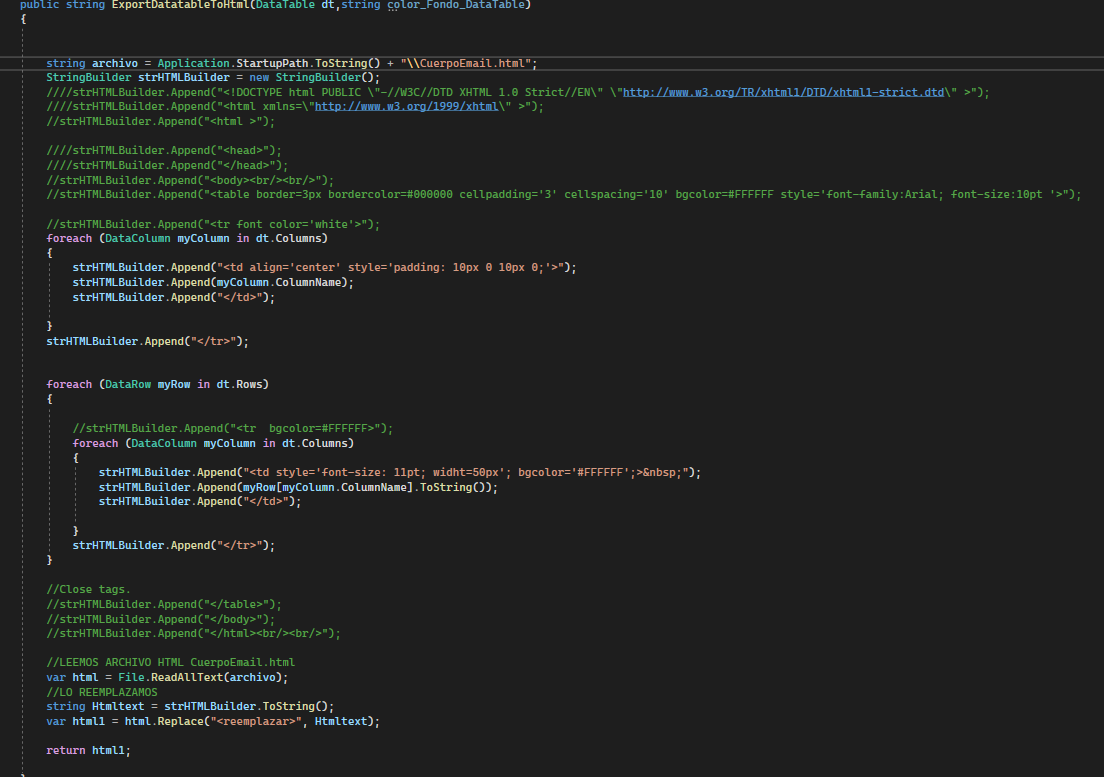 public string ExportDatatableToHtml(DataTable dt,string color_Fondo_DataTable)
{
string archivo = Application.StartupPath.ToString() + "\\CuerpoEmail.html";
StringBuilder strHTMLBuilder = new StringBuilder();
////strHTMLBuilder.Append("<!DOCTYPE html PUBLIC \"-//W3C//DTD XHTML 1.0 Strict//EN\" \"http://www.w3.org/TR/xhtml1/DTD/xhtml1-strict.dtd\" >");
////strHTMLBuilder.Append("<html xmlns=\"http://www.w3.org/1999/xhtml\" >");
//strHTMLBuilder.Append("<html >");
////strHTMLBuilder.Append("<head>");
////strHTMLBuilder.Append("</head>");
//strHTMLBuilder.Append("<body><br/><br/>");
//strHTMLBuilder.Append("<table border=3px bordercolor=#000000 cellpadding='3' cellspacing='10' bgcolor=#FFFFFF style='font-family:Arial; font-size:10pt '>");
//strHTMLBuilder.Append("<tr font color='white'>");
foreach (DataColumn myColumn in dt.Columns)
{
strHTMLBuilder.Append("<td align='center' style='padding: 10px 0 10px 0;'>");
strHTMLBuilder.Append(myColumn.ColumnName);
strHTMLBuilder.Append("</td>");
}
strHTMLBuilder.Append("</tr>");
foreach (DataRow myRow in dt.Rows)
{
//strHTMLBuilder.Append("<tr  bgcolor=#FFFFFF>");
foreach (DataColumn myColumn in dt.Columns)
{
strHTMLBuilder.Append("<td style='font-size: 11pt; widht=50px'; bgcolor='#FFFFFF';>&nbsp;");
strHTMLBuilder.Append(myRow[myColumn.ColumnName].ToString());
strHTMLBuilder.Append("</td>");
}
strHTMLBuilder.Append("</tr>");
}
//Close tags.
//strHTMLBuilder.Append("</table>");
//strHTMLBuilder.Append("</body>");
//strHTMLBuilder.Append("</html><br/><br/>");
//LEEMOS ARCHIVO HTML CuerpoEmail.html
var html = File.ReadAllText(archivo);
//LO REEMPLAZAMOS
string Htmltext = strHTMLBuilder.ToString();
var html1 = html.Replace("<reemplazar>", Htmltext);
return html1;
}